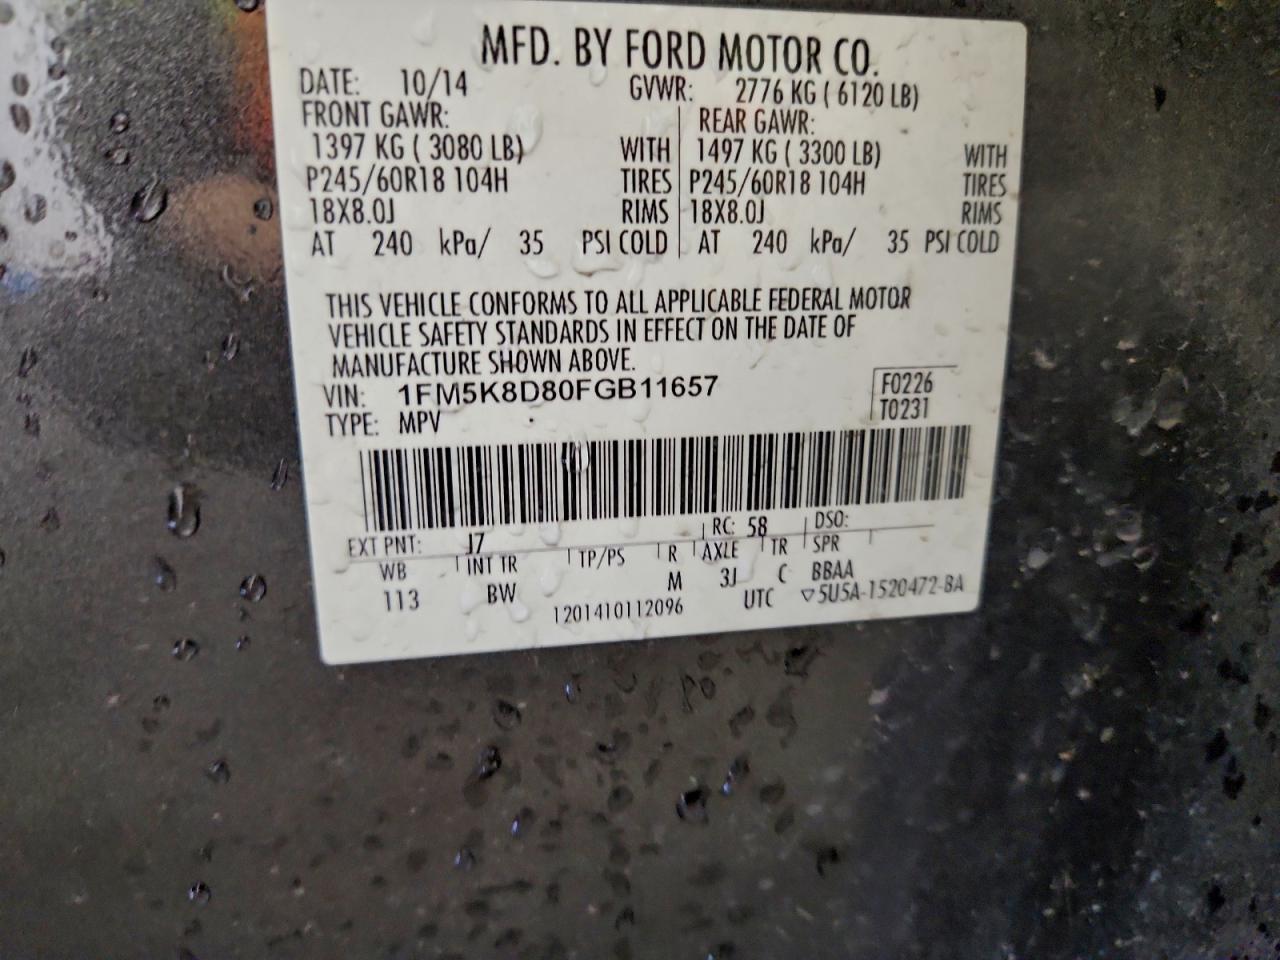 MFD. BY FORD MOTOR CO.
DATE: 10/14 GVWR: 2776 KG ( 6120 LB)
FRONT GAWR: REAR GAWR:
1397 KG ( 3080 LB) WITH 1497 KG ( 3300 LB) WITH
P245/60R18 104H TIRES P245/60R18 104H TIRES
18X8.0J RIMS 18X8.0J RIMS
AT 240 kPa/ 35 PSI COLD AT 240 kPa/ 35 PSI COLD
THIS VEHICLE CONFORMS TO ALL APPLICABLE FEDERAL MOTOR
VEHICLE SAFETY STANDARDS IN EFFECT ON THE DATE OF
MANUFACTURE SHOWN ABOVE.
VIN: 1FM5K8D80FGB11657 F0226
TYPE: MPV T0231
EXT PNT: J7 RC: 58 DSO:
WB INT TR TP/PS R AXLE TR SPR
113 BW M 3J C BBAA
1201410112096 UTC ▽5U5A-1520472-BA